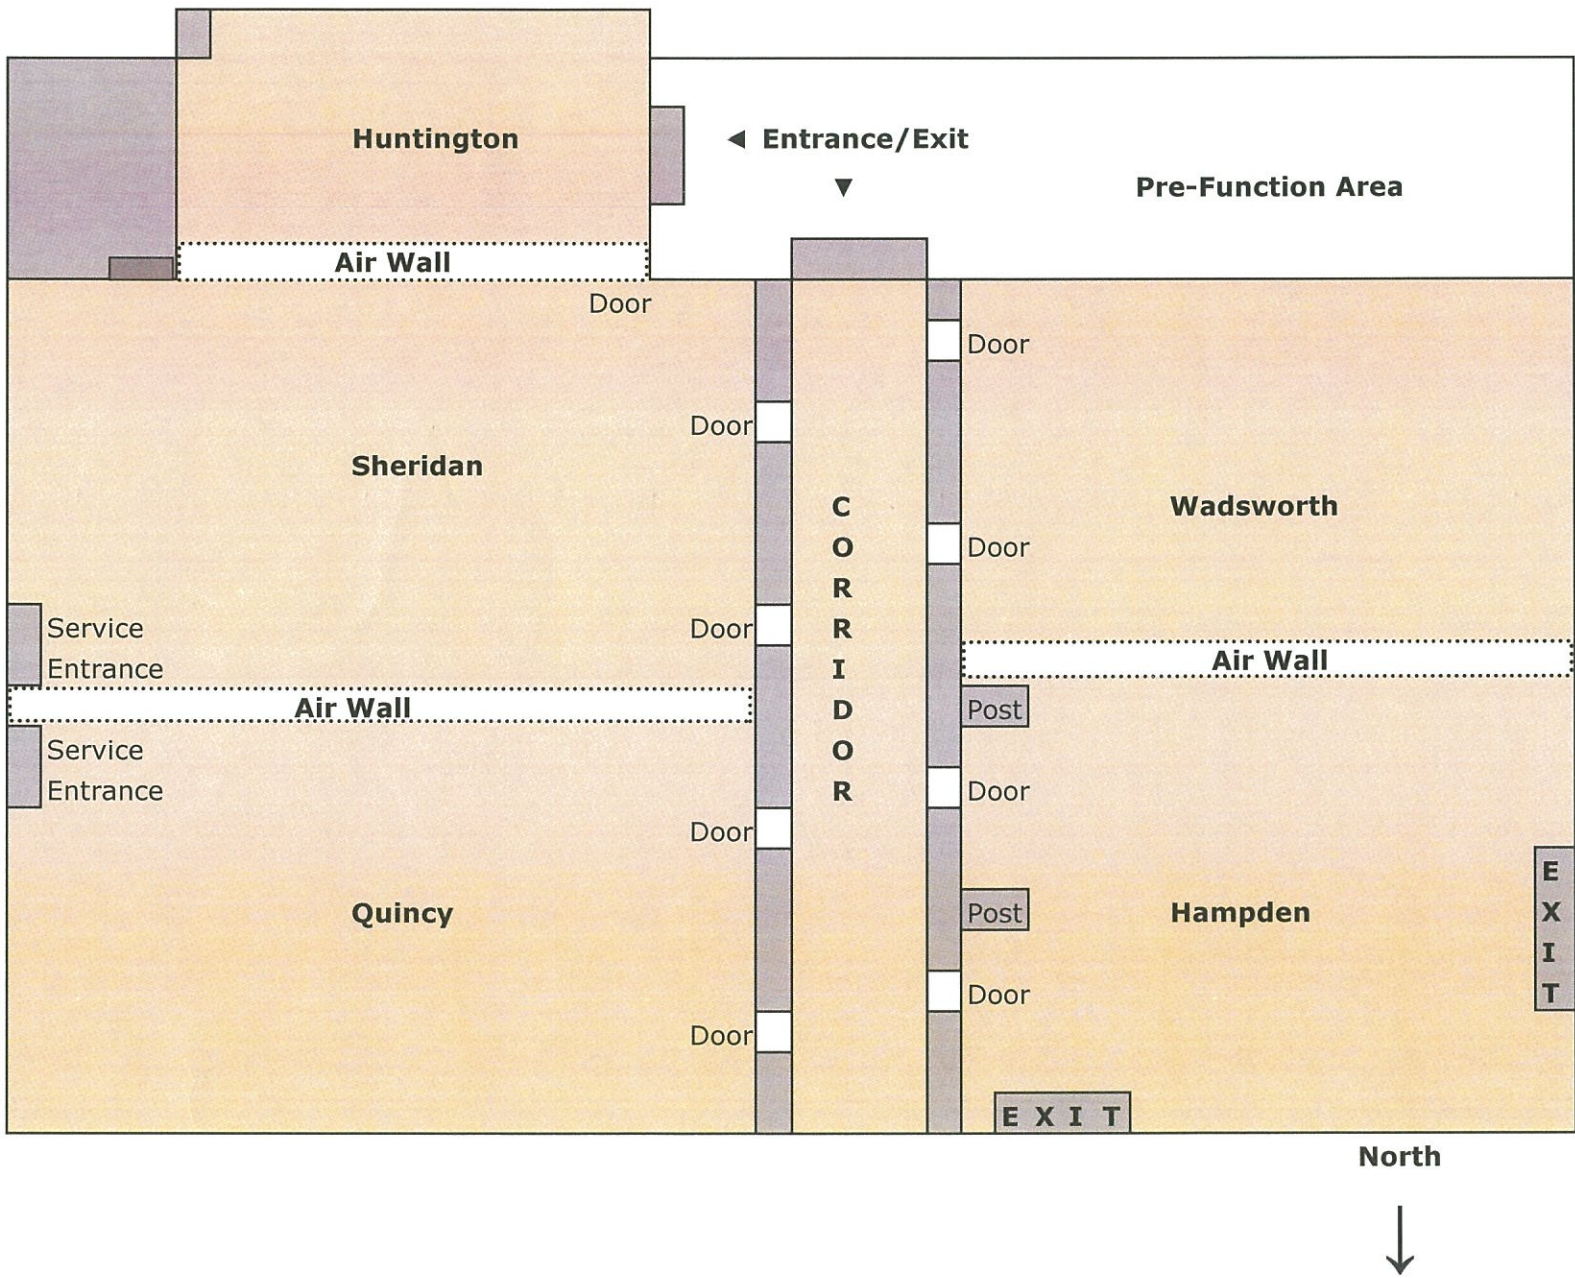 Huntington
◄ Entrance/Exit
▼
Pre-Function Area
Air Wall
Door
Door
Door
Sheridan
Wadsworth
Door
Door
Service
Entrance
Door
C
O
R
R
I
D
O
R
Air Wall
Air Wall
Post
Service
Entrance
Door
Door
Quincy
Post
Hampden
E
X
I
T
Door
Door
E X I T
North